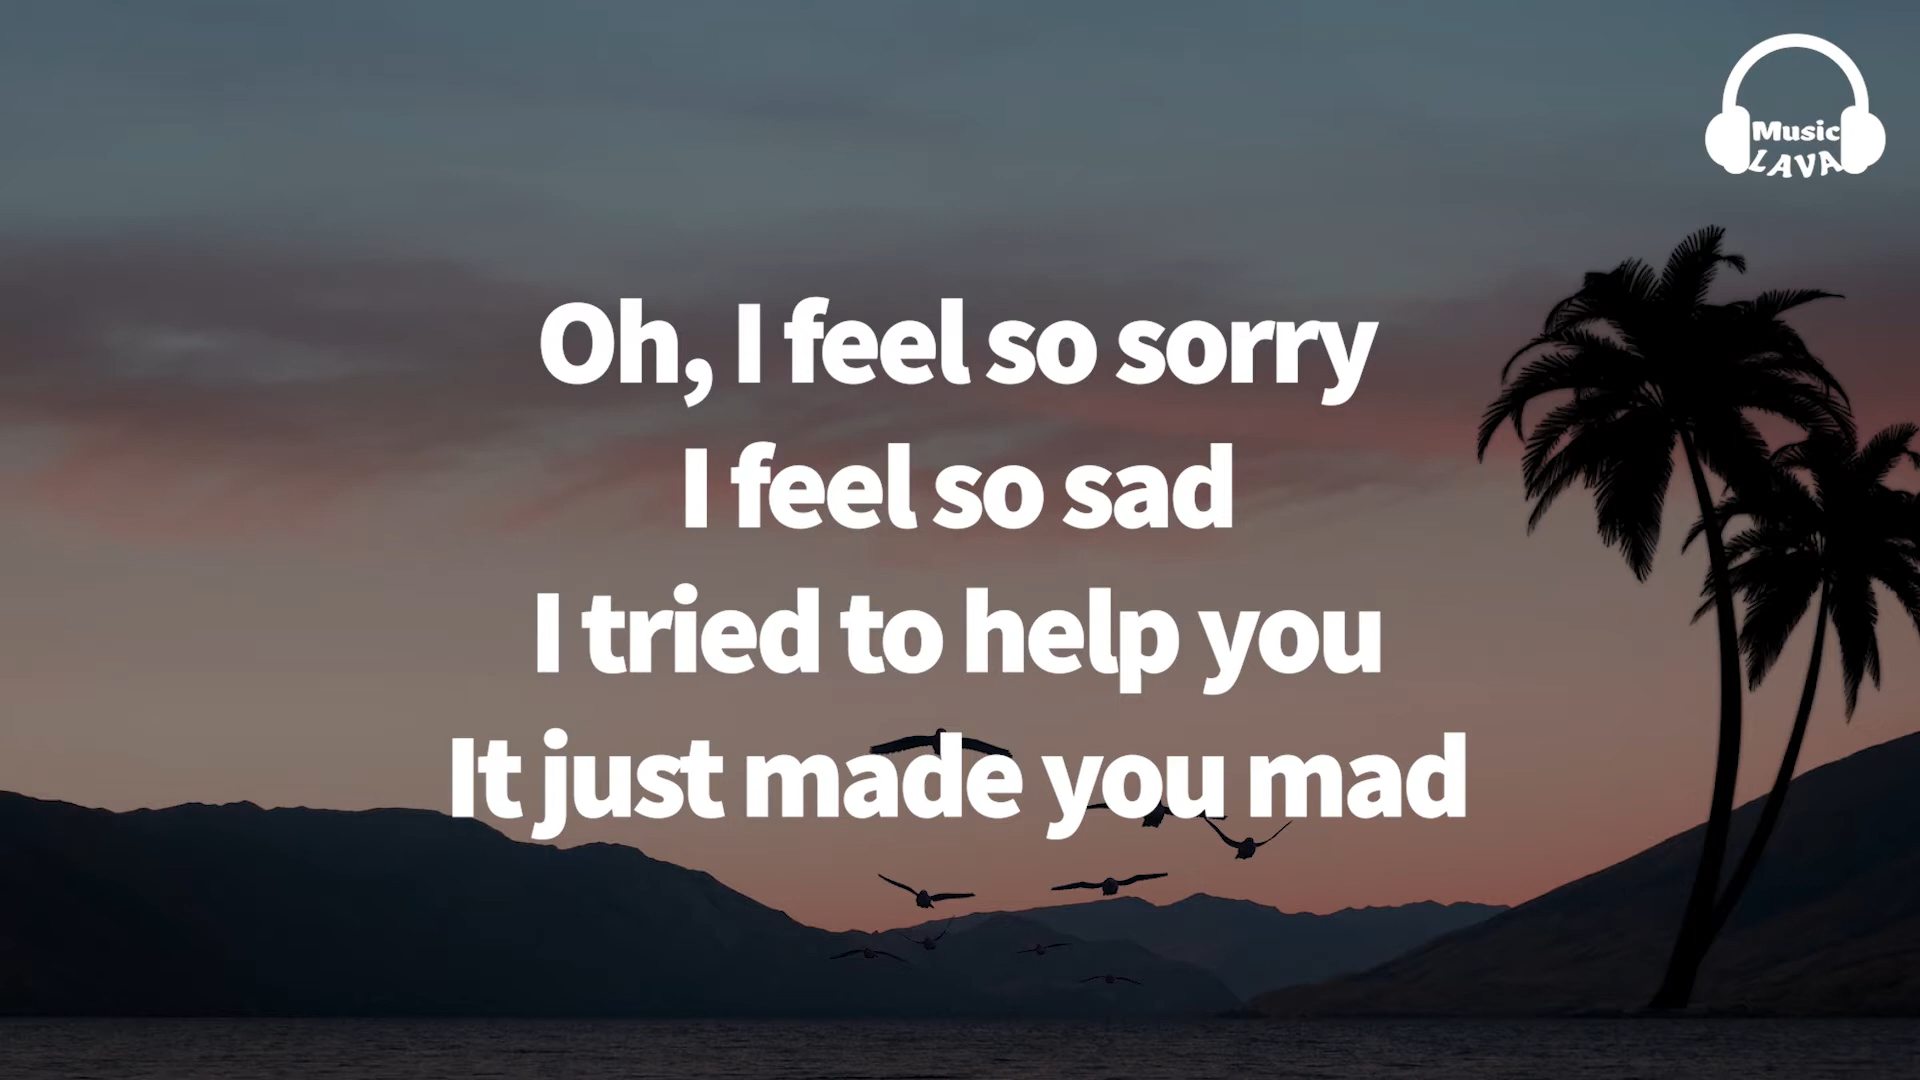 Music
LAVA
Oh, I feel so sorry
I feel so sad
I tried to help you
It just made you mad